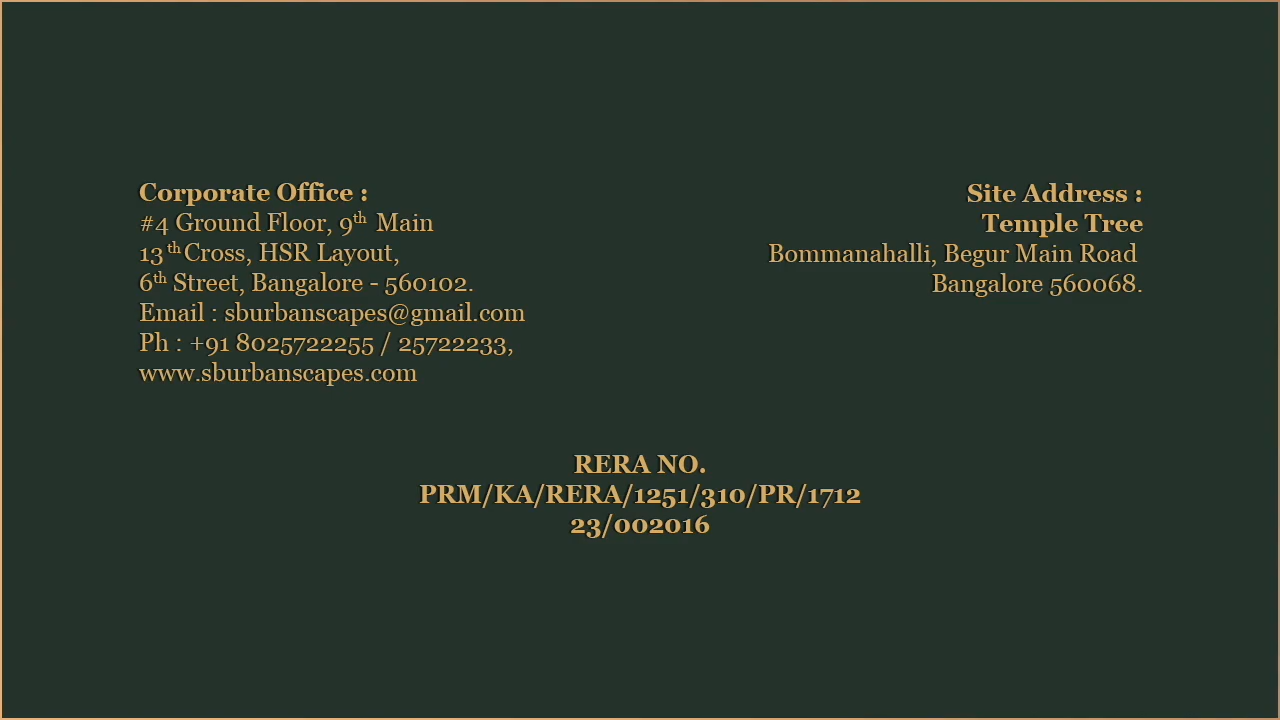 Corporate Office :
#4 Ground Floor, 9th Main
13th Cross, HSR Layout,
6th Street, Bangalore - 560102.
Email : sburbanscapes@gmail.com
Ph : +91 8025722255 / 25722233,
www.sburbanscapes.com
Site Address :
Temple Tree
Bommanahalli, Begur Main Road
Bangalore 560068.
RERA NO.
PRM/KA/RERA/1251/310/PR/1712
23/002016